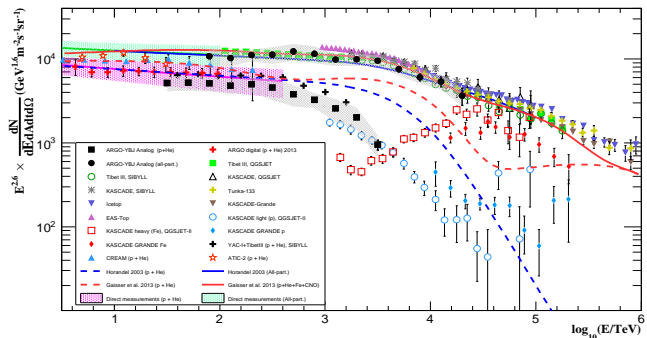 E^2.6 × dN/dEdAdtdΩ (GeV^1.6 m^-2 s^-1 sr^-1)
10^4
10^3
10^2
ARGO-YBJ Analog (p+He)
ARGO digital (p + He) 2013
ARGO-YBJ Analog (all-part.)
Tibet III, QGSJET
Tibet III, SIBYLL
KASCADE, QGSJET
KASCADE, SIBYLL
Tunka-133
Icetop
KASCADE-Grande
EAS-Top
KASCADE light (p), QGSJET-II
KASCADE heavy (Fe), QGSJET-II
KASCADE GRANDE p
KASCADE GRANDE Fe
YAC-I+TibetIII (p + He), SIBYLL
CREAM (p + He)
ATIC-2 (p + He)
Horandel 2003 (p + He)
Horandel 2003 (All-part.)
Gaisser et al. 2013 (p + He)
Gaisser et al. 2013 (p+He+Fe+CNO)
Direct measurements (p + He)
Direct measurements (All-part.)
1 2 3 4 5 6
log10(E/TeV)